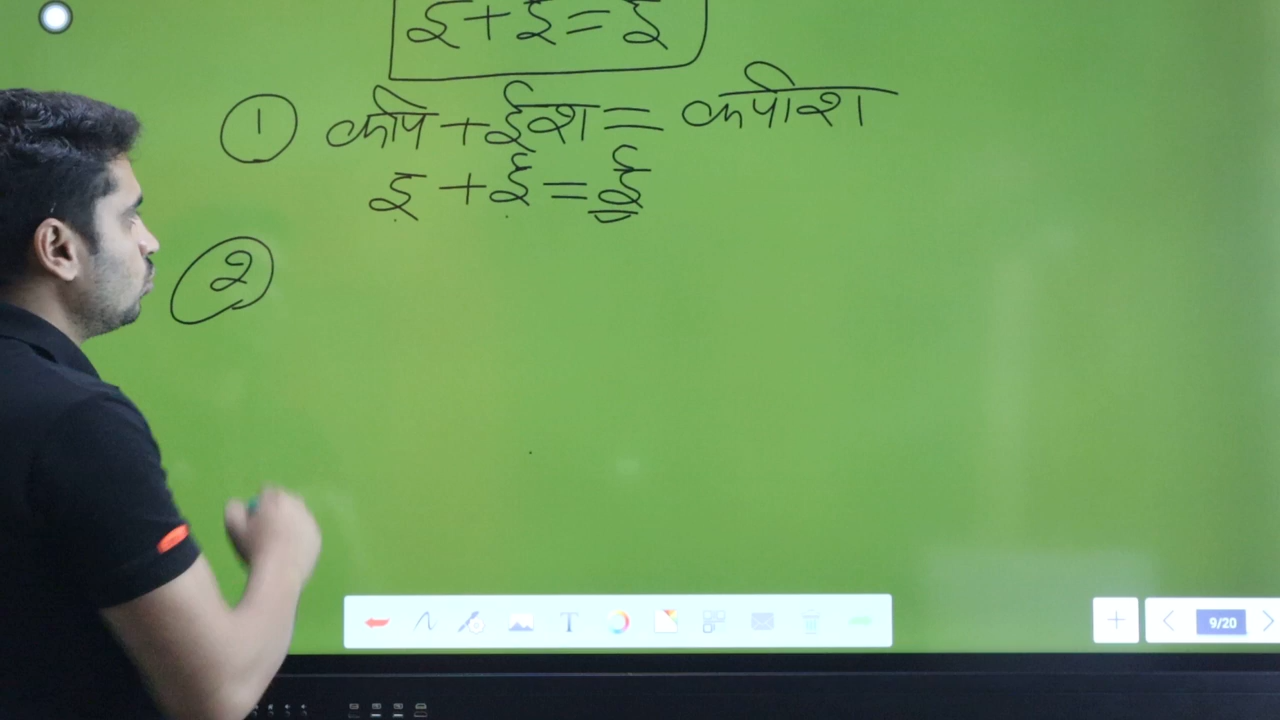 इ+ई=ई
① कपि+ईश=कपीश
इ+ई=ई
②
T
9/20